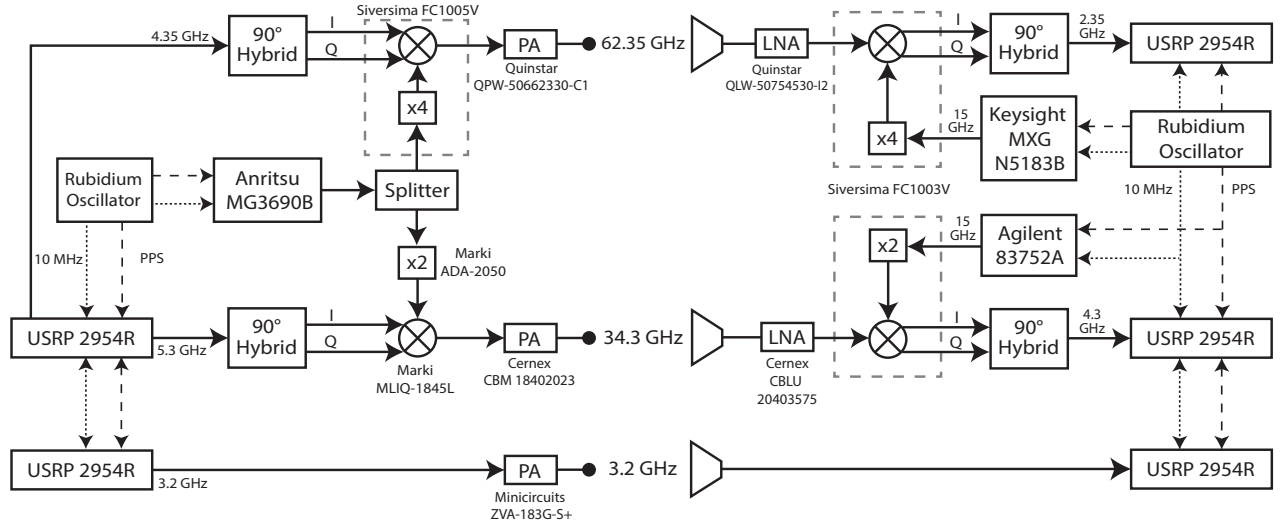 Siversima FC1005V
4.35 GHz
90°
Hybrid
I
Q
x4
PA
Quinstar
QPW-50662330-C1
62.35 GHz
LNA
Quinstar
QLW-50754530-I2
x4
Siversima FC1003V
I
Q
90°
Hybrid
2.35
GHz
USRP 2954R
15
GHz
Keysight
MXG
N5183B
Rubidium
Oscillator
10 MHz
PPS
Rubidium
Oscillator
Anritsu
MG3690B
Splitter
10 MHz
PPS
x2
Marki
ADA-2050
x2
15
GHz
Agilent
83752A
USRP 2954R
5.3 GHz
90°
Hybrid
I
Q
Marki
MLIQ-1845L
PA
Cernex
CBM 18402023
34.3 GHz
LNA
Cernex
CBLU
20403575
I
Q
90°
Hybrid
4.3
GHz
USRP 2954R
USRP 2954R
3.2 GHz
PA
Minicircuits
ZVA-183G-S+
3.2 GHz
USRP 2954R